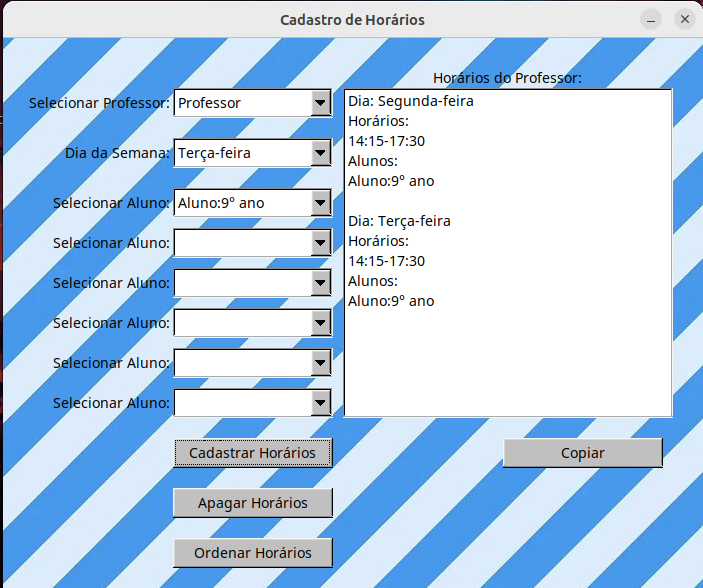 Cadastro de Horários
Selecionar Professor: Professor
Dia da Semana: Terça-feira
Selecionar Aluno: Aluno:9º ano
Selecionar Aluno:
Selecionar Aluno:
Selecionar Aluno:
Selecionar Aluno:
Selecionar Aluno:
Cadastrar Horários
Apagar Horários
Ordenar Horários
Horários do Professor:
Dia: Segunda-feira
Horários:
14:15-17:30
Alunos:
Aluno:9º ano
Dia: Terça-feira
Horários:
14:15-17:30
Alunos:
Aluno:9º ano
Copiar